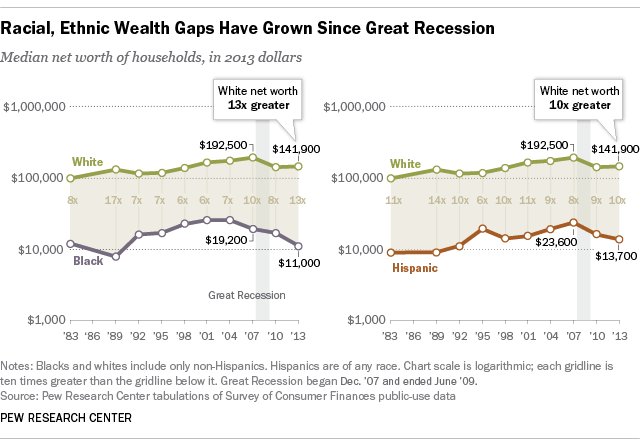 Racial, Ethnic Wealth Gaps Have Grown Since Great Recession
Median net worth of households, in 2013 dollars
White net worth
13x greater
$1,000,000
$192,500
$141,900
White
$100,000
8x 17x 7x 7x 6x 6x 7x 10x 8x 13x
$19,200
$10,000
Black
$11,000
Great Recession
$1,000
'83 '86 '89 '92 '95 '98 '01 '04 '07 '10 '13
White net worth
10x greater
$1,000,000
$192,500
$141,900
White
$100,000
11x 14x 10x 6x 10x 11x 9x 8x 9x 10x
$23,600
$10,000
$13,700
Hispanic
$1,000
'83 '86 '89 '92 '95 '98 '01 '04 '07 '10 '13
Notes: Blacks and whites include only non-Hispanics. Hispanics are of any race. Chart scale is logarithmic; each gridline is
ten times greater than the gridline below it. Great Recession began Dec. '07 and ended June '09.
Source: Pew Research Center tabulations of Survey of Consumer Finances public-use data
PEW RESEARCH CENTER